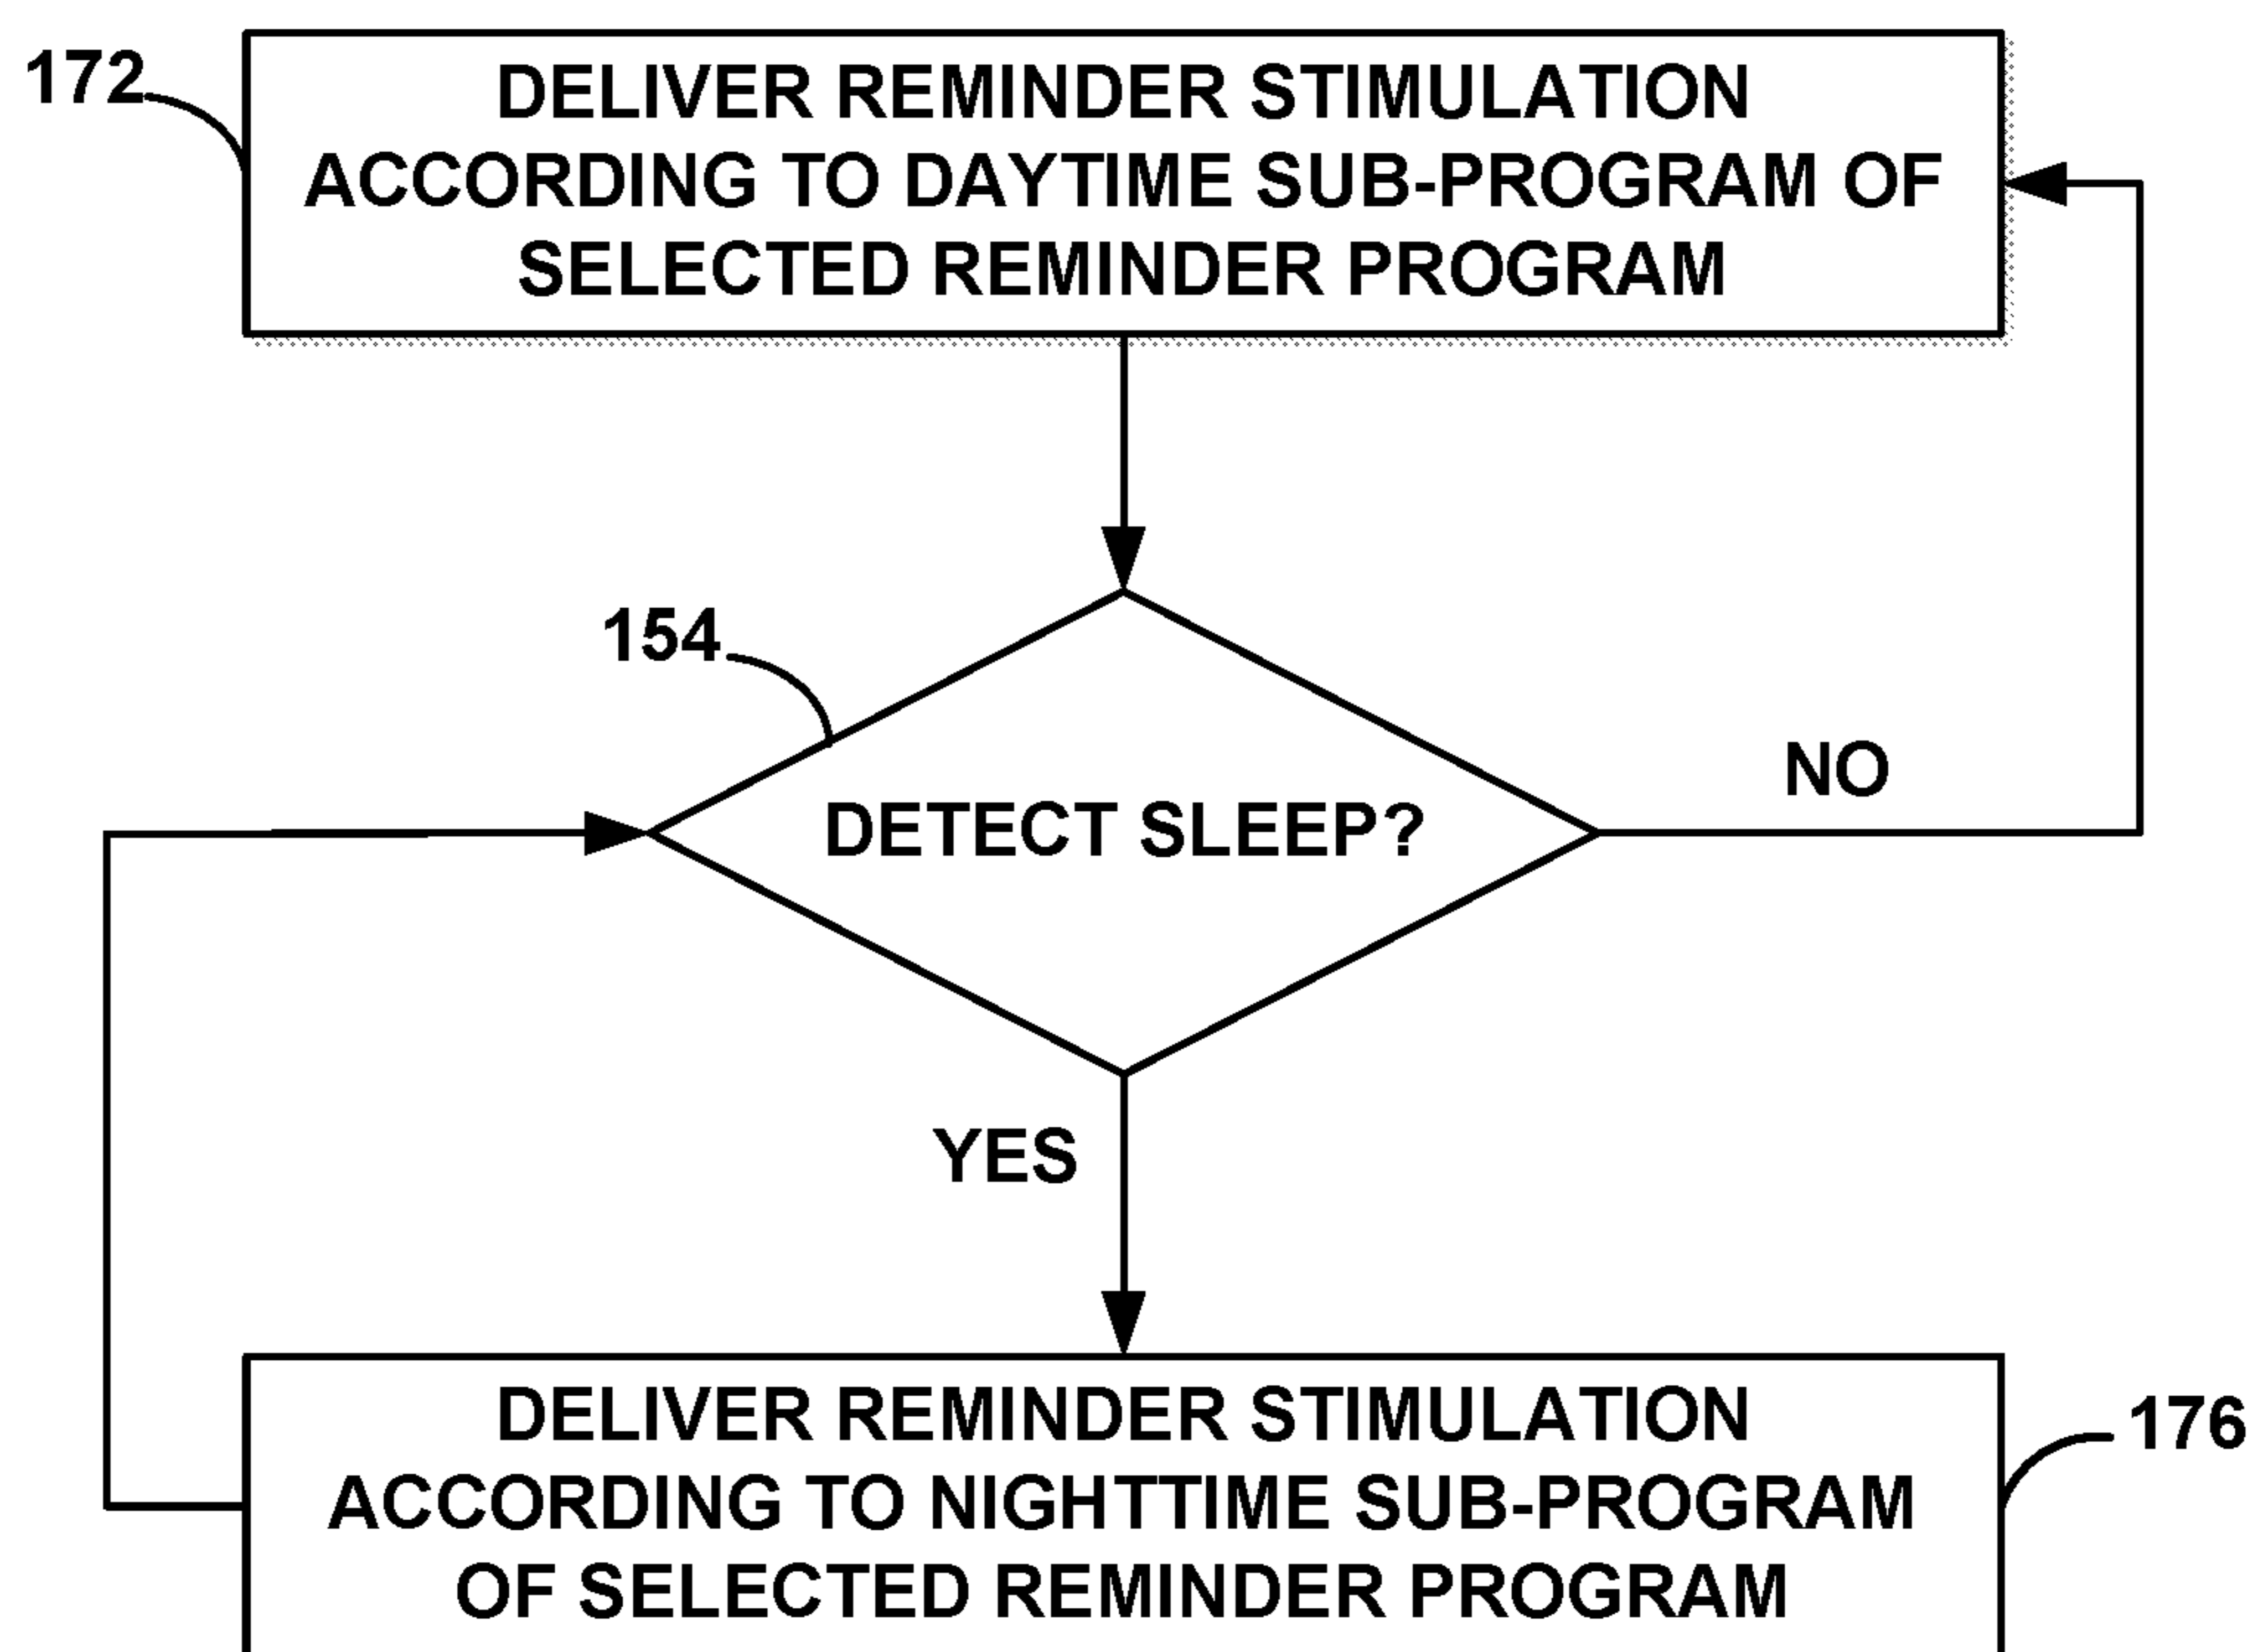 172
DELIVER REMINDER STIMULATION
ACCORDING TO DAYTIME SUB-PROGRAM OF
SELECTED REMINDER PROGRAM
154
DETECT SLEEP?
NO
YES
DELIVER REMINDER STIMULATION
ACCORDING TO NIGHTTIME SUB-PROGRAM
OF SELECTED REMINDER PROGRAM
176